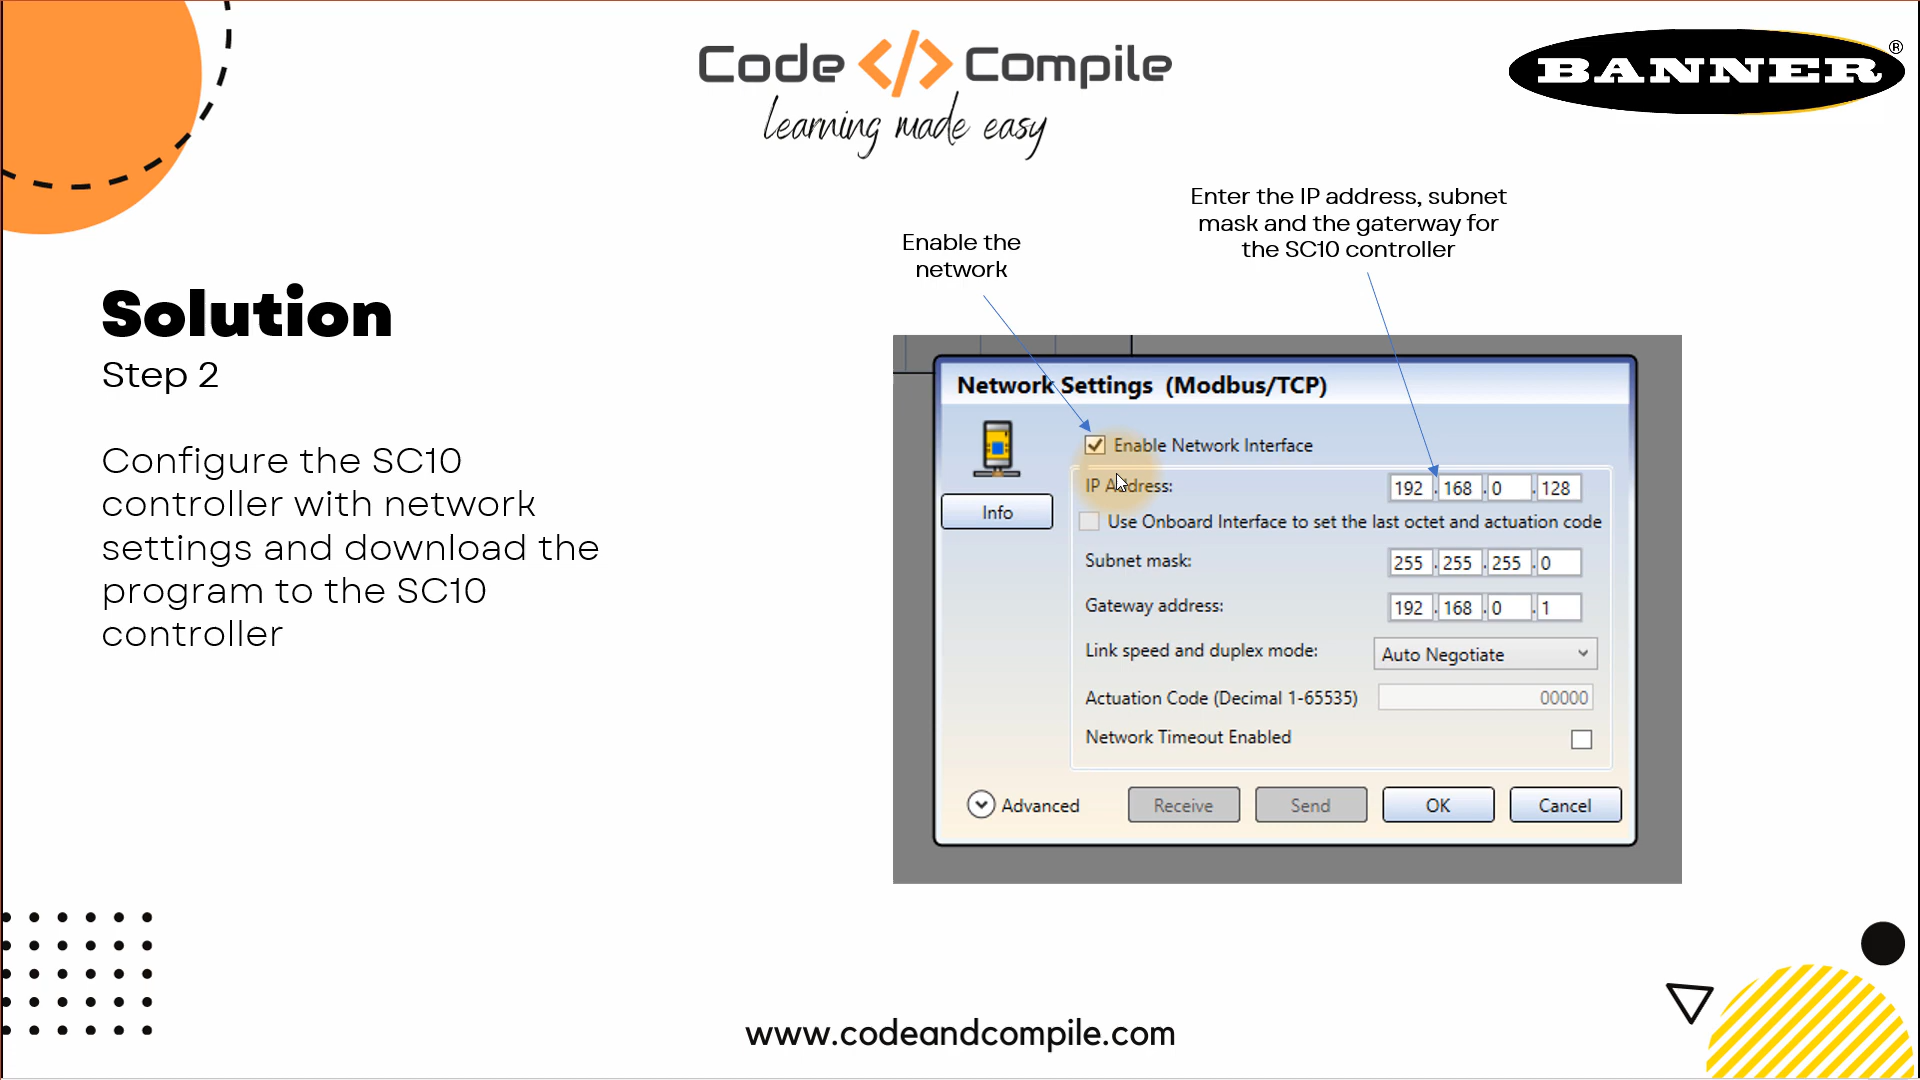 Code </> Compile
learning made easy
BANNER®
Enter the IP address, subnet
mask and the gaterway for
the SC10 controller
Enable the
network
Solution
Step 2
Configure the SC10
controller with network
settings and download the
program to the SC10
controller
Network Settings (Modbus/TCP)
Enable Network Interface
IP Address: 192 . 168 . 0 . 128
Info
Use Onboard Interface to set the last octet and actuation code
Subnet mask: 255 . 255 . 255 . 0
Gateway address: 192 . 168 . 0 . 1
Link speed and duplex mode: Auto Negotiate
Actuation Code (Decimal 1-65535) 00000
Network Timeout Enabled
Advanced Receive Send OK Cancel
www.codeandcompile.com